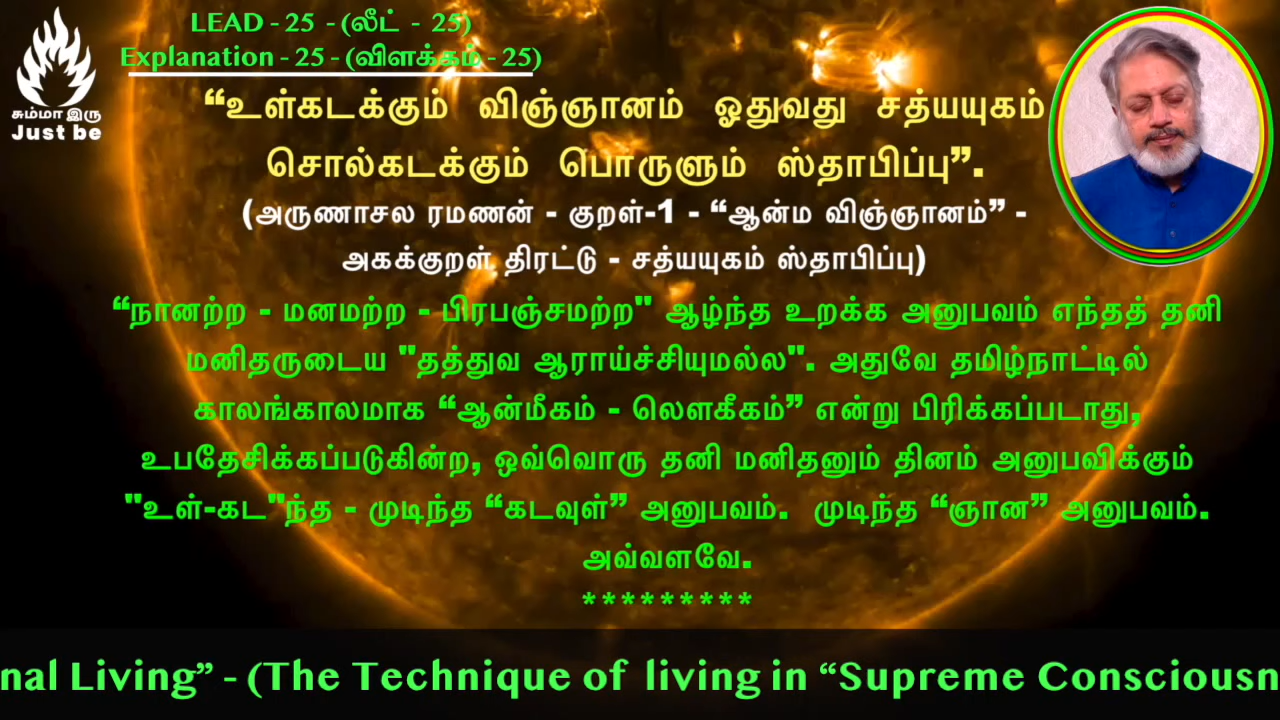 LEAD - 25 - (லீட் - 25)
Explanation - 25 - (விளக்கம் - 25)
சும்மா இரு
Just be
“உள்கடக்கும் விஞ்ஞானம் ஓதுவது சத்யயுகம்
சொல்கடக்கும் பொருளும் ஸ்தாபிப்பு”.
(அருணாசல ரமணன் - குறள்-1 - “ஆன்ம விஞ்ஞானம்” -
அகக்குறள் திரட்டு - சத்யயுகம் ஸ்தாபிப்பு)
“நானற்ற - மனமற்ற - பிரபஞ்சமற்ற" ஆழ்ந்த உறக்க அனுபவம் எந்தத் தனி
மனிதருடைய "தத்துவ ஆராய்ச்சியுமல்ல". அதுவே தமிழ்நாட்டில்
காலங்காலமாக “ஆன்மீகம் - லௌகீகம்” என்று பிரிக்கப்படாது,
உபதேசிக்கப்படுகின்ற, ஒவ்வொரு தனி மனிதனும் தினம் அனுபவிக்கும்
"உள்-கட"ந்த - முடிந்த “கடவுள்” அனுபவம். முடிந்த “ஞான” அனுபவம்.
அவ்வளவே.
*********
nal Living” - (The Technique of living in “Supreme Consciousn